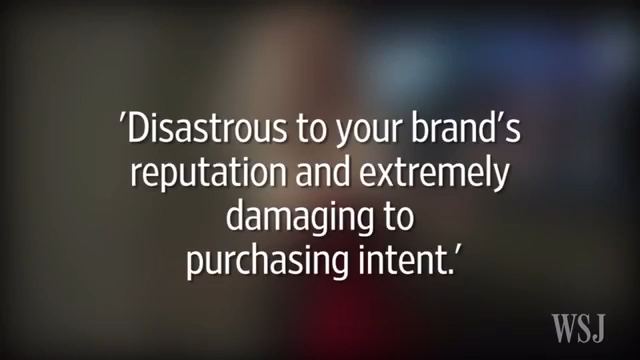 'Disastrous to your brand's
reputation and extremely
damaging to
purchasing intent.'
WSJ